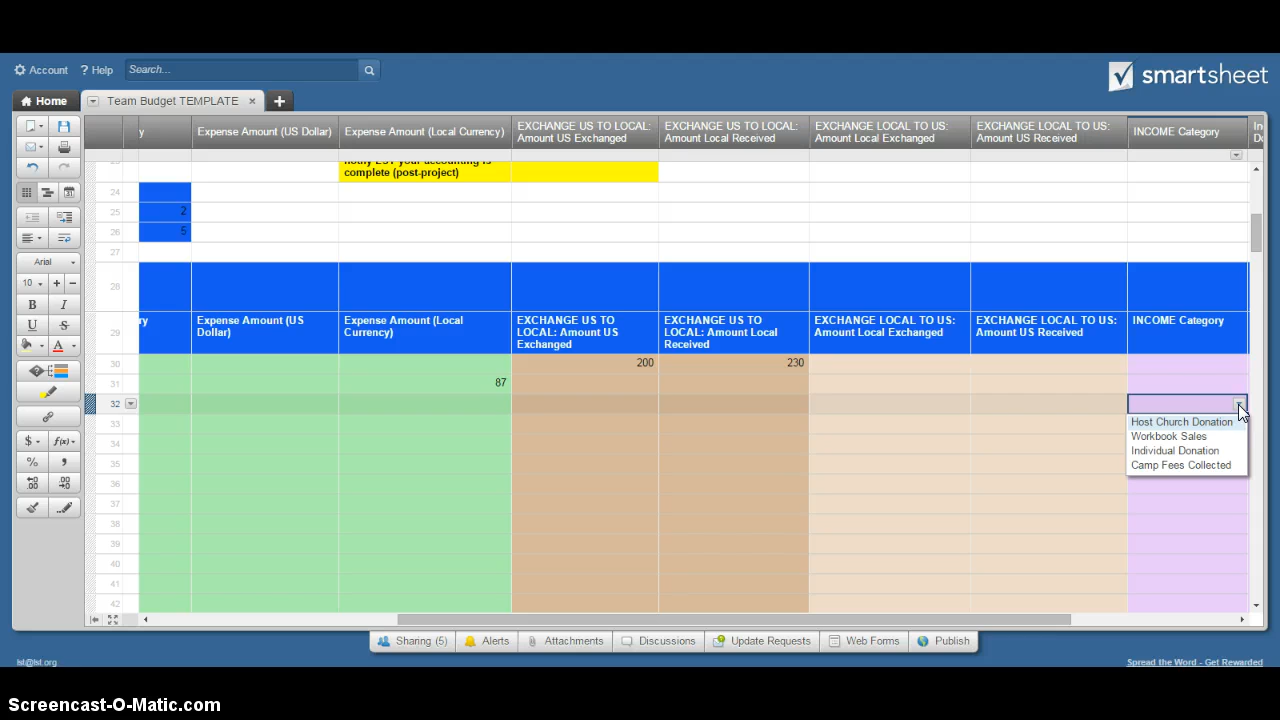 Account
Help
Search...
smartsheet
Home
Team Budget TEMPLATE
y
Expense Amount (US Dollar)
Expense Amount (Local Currency)
EXCHANGE US TO LOCAL:
Amount US Exchanged
EXCHANGE US TO LOCAL:
Amount Local Received
EXCHANGE LOCAL TO US:
Amount Local Exchanged
EXCHANGE LOCAL TO US:
Amount US Received
INCOME Category
complete (post-project)
24
25 2
26 5
27
28
29
ry
Expense Amount (US
Dollar)
Expense Amount (Local
Currency)
EXCHANGE US TO
LOCAL: Amount US
Exchanged
EXCHANGE US TO
LOCAL: Amount Local
Received
EXCHANGE LOCAL TO US:
Amount Local Exchanged
EXCHANGE LOCAL TO US:
Amount US Received
INCOME Category
30 200 230
31 87
32
Host Church Donation
Workbook Sales
Individual Donation
Camp Fees Collected
33
34
35
36
37
38
39
40
41
42
Arial
10
B I
U S
A
$ f(x)
% ,
Sharing (5)
Alerts
Attachments
Discussions
Update Requests
Web Forms
Publish
lst@lst.org
Spread the Word - Get Rewarded
Screencast-O-Matic.com